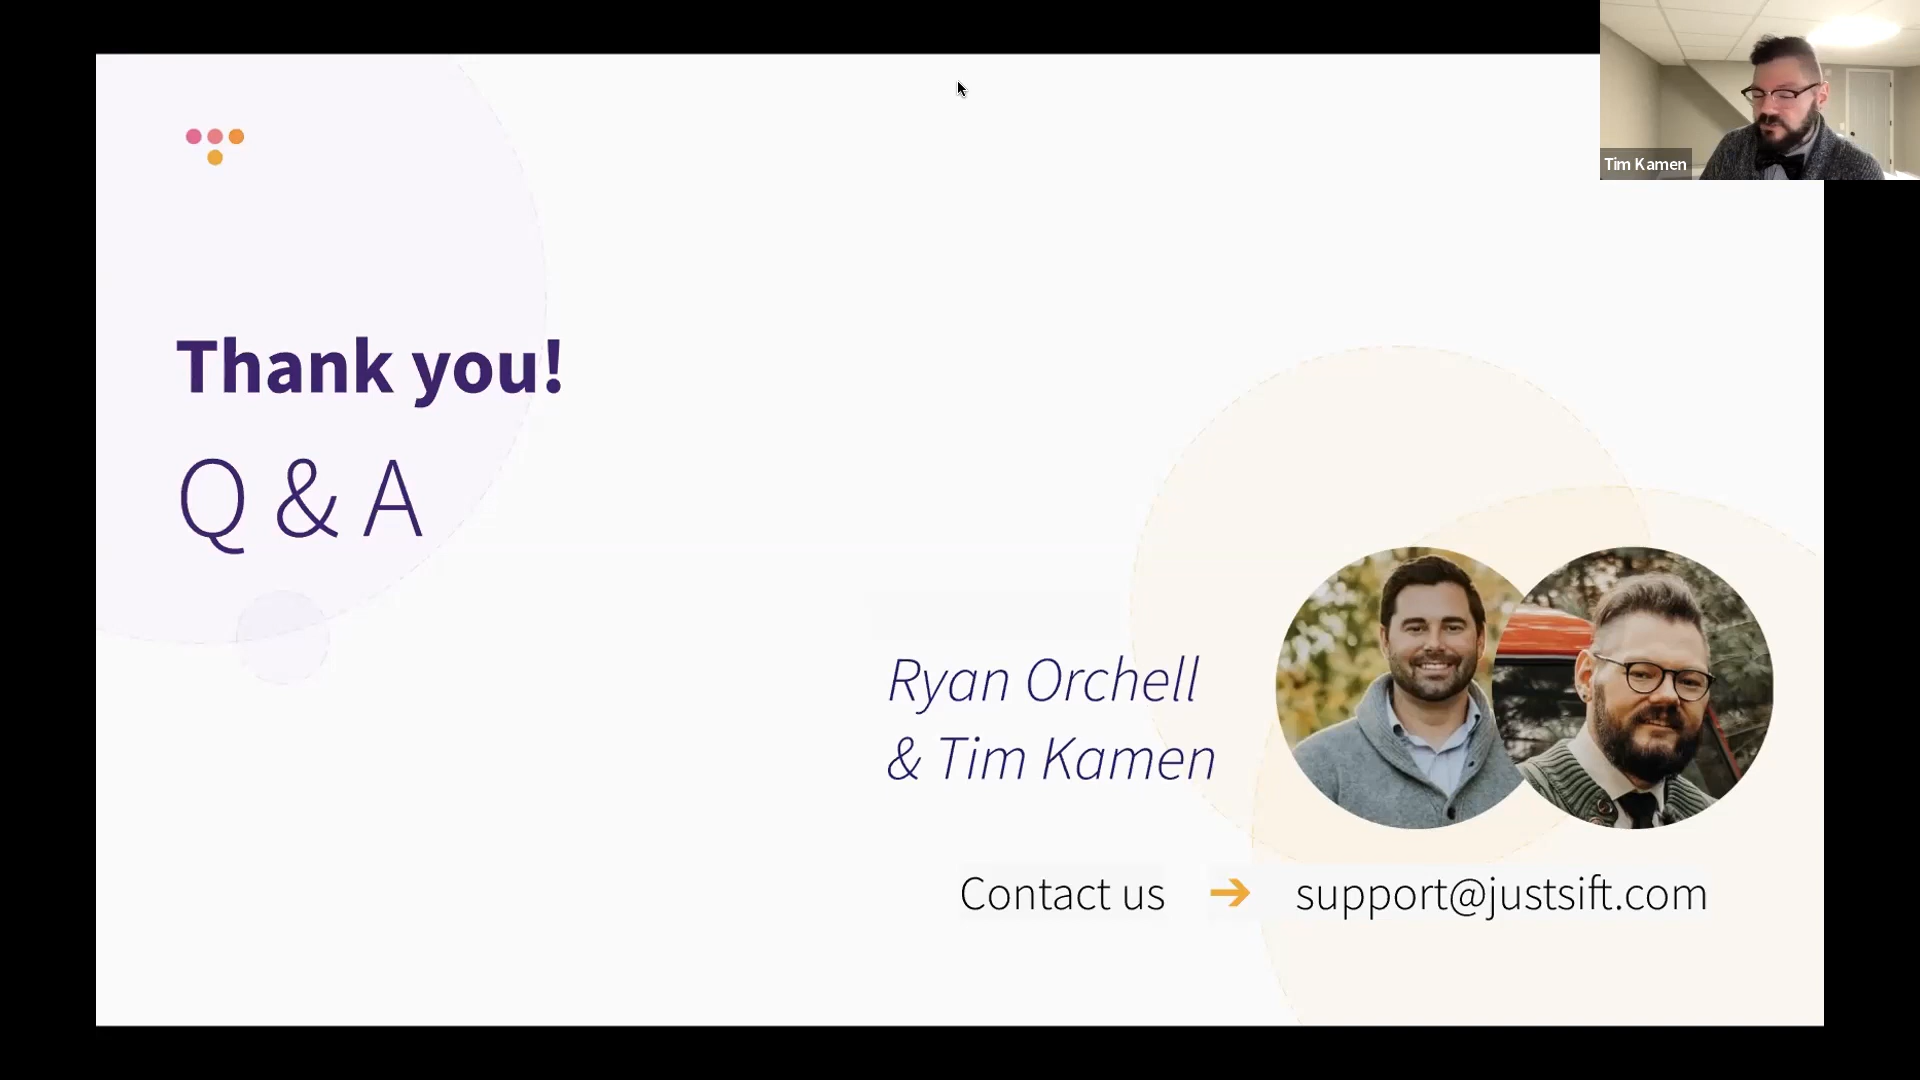 Tim Kamen
Thank you!
Q & A
Ryan Orchell
& Tim Kamen
Contact us ➔ support@justsift.com